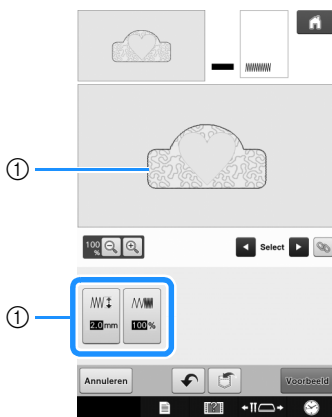 ①
100 %
Select
①
2.0 mm 100 %
Annuleren Voorbeeld